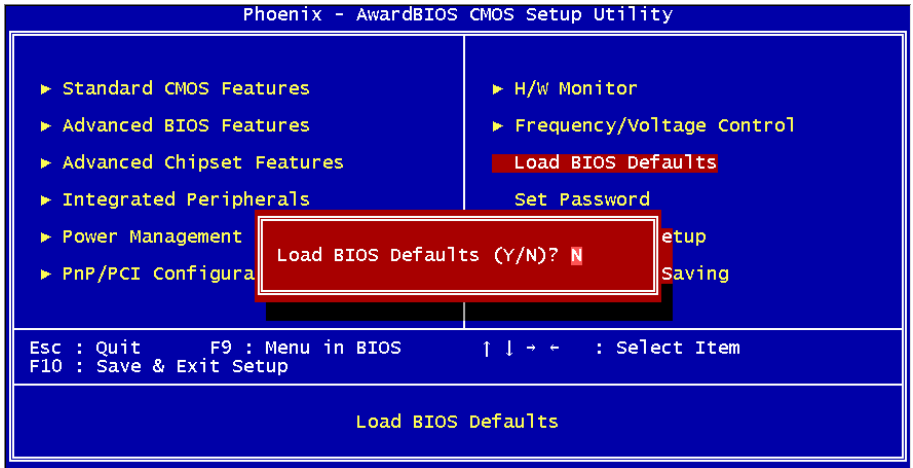 Phoenix - AwardBIOS CMOS Setup Utility
▶ Standard CMOS Features
▶ Advanced BIOS Features
▶ Advanced Chipset Features
▶ Integrated Peripherals
▶ Power Management
▶ PnP/PCI Configura
▶ H/W Monitor
▶ Frequency/Voltage Control
Load BIOS Defaults
Set Password
etup
Saving
Load BIOS Defaults (Y/N)? N
Esc : Quit F9 : Menu in BIOS ↑ ↓ → ← : Select Item
F10 : Save & Exit Setup
Load BIOS Defaults